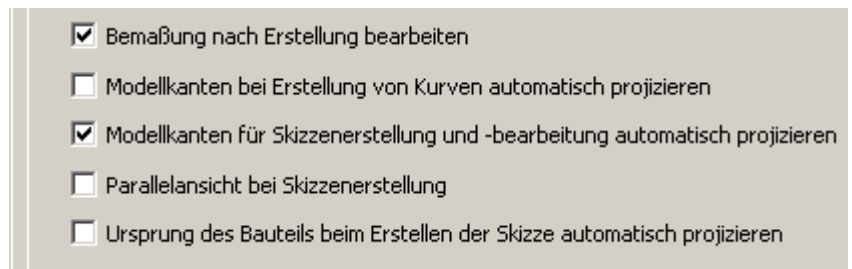 Bemaßung nach Erstellung bearbeiten
Modellkanten bei Erstellung von Kurven automatisch projizieren
Modellkanten für Skizzenerstellung und -bearbeitung automatisch projizieren
Parallelansicht bei Skizzenerstellung
Ursprung des Bauteils beim Erstellen der Skizze automatisch projizieren